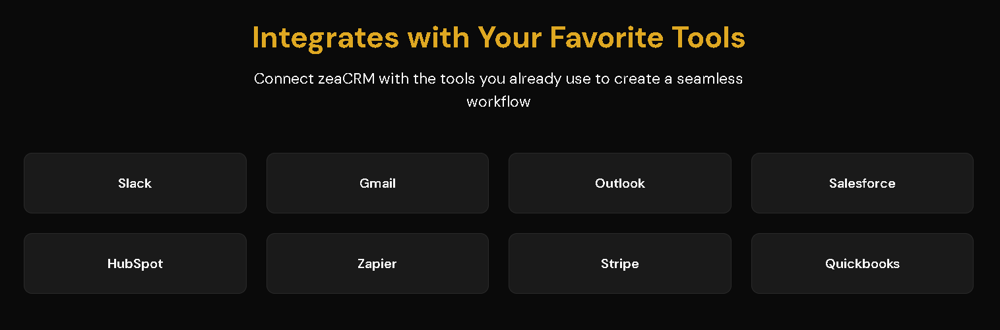 Integrates with Your Favorite Tools
Connect zeaCRM with the tools you already use to create a seamless
workflow
Slack
Gmail
Outlook
Salesforce
HubSpot
Zapier
Stripe
Quickbooks